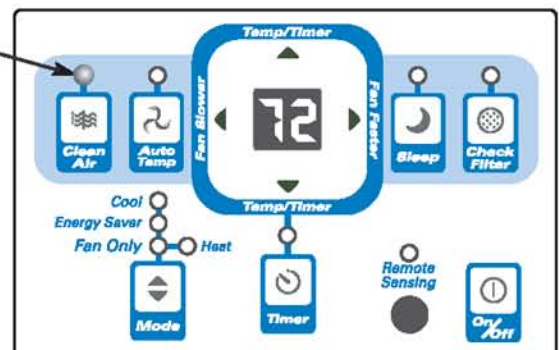 Temp/Timer
Fan Slower
72
Fan Faster
Clean
Air
Auto
Temp
Sleep
Check
Filter
Temp/Timer
Cool
Energy Saver
Fan Only
Heat
Mode
Timer
Remote
Sensing
On/Off